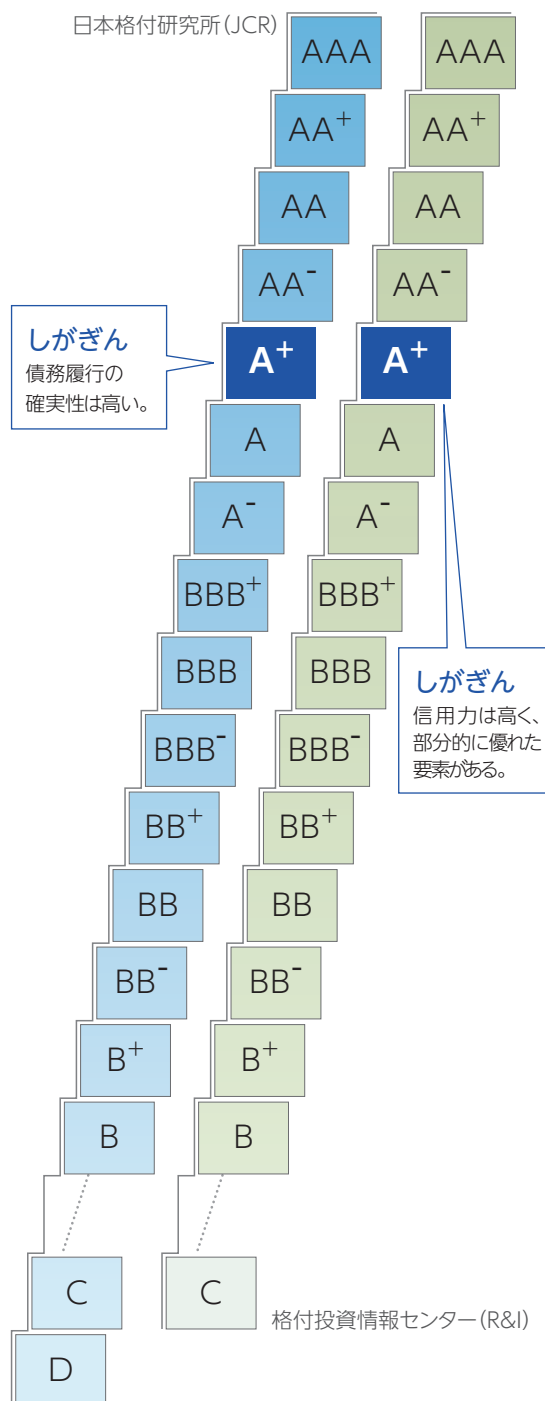 日本格付研究所(JCR)
AAA
AA+
AA
AA-
A+
A
A-
BBB+
BBB
BBB-
BB+
BB
BB-
B+
B
C
D
しがぎん
債務履行の
確実性は高い。
AAA
AA+
AA
AA-
A+
A
A-
BBB+
BBB
BBB-
BB+
BB
BB-
B+
B
C
しがぎん
信用力は高く、
部分的に優れた
要素がある。
格付投資情報センター(R&I)